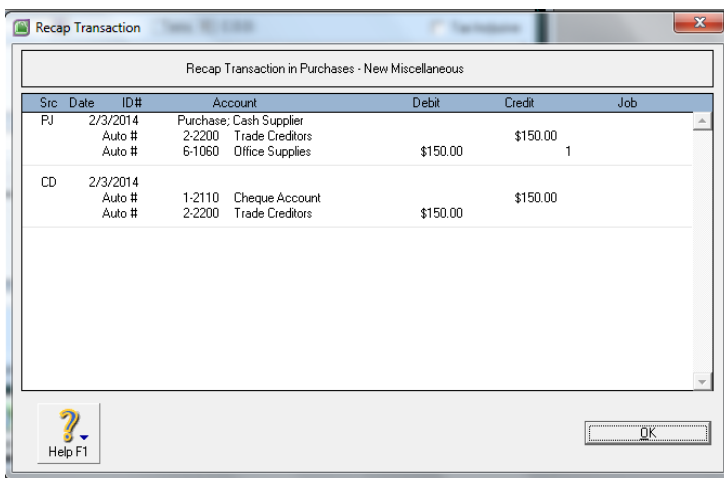 Recap Transaction
Recap Transaction in Purchases - New Miscellaneous
Src Date ID# Account Debit Credit Job
PJ 2/3/2014 Purchase; Cash Supplier
Auto # 2-2200 Trade Creditors $150.00
Auto # 6-1060 Office Supplies $150.00 1
CD 2/3/2014
Auto # 1-2110 Cheque Account $150.00
Auto # 2-2200 Trade Creditors $150.00
Help F1
OK